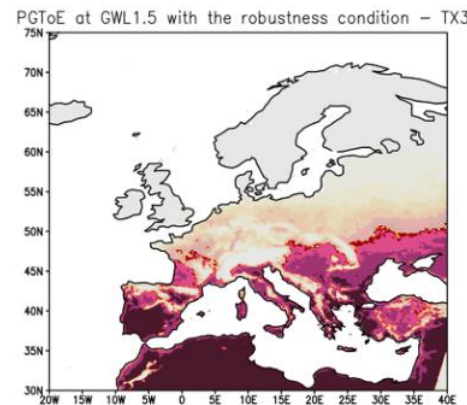 PGToE at GWL1.5 with the robustness condition – TX3
75N
70N
65N
60N
55N
50N
45N
40N
35N
30N
20W 15W 10W 5W 0 5E 10E 15E 20E 25E 30E 35E 40E